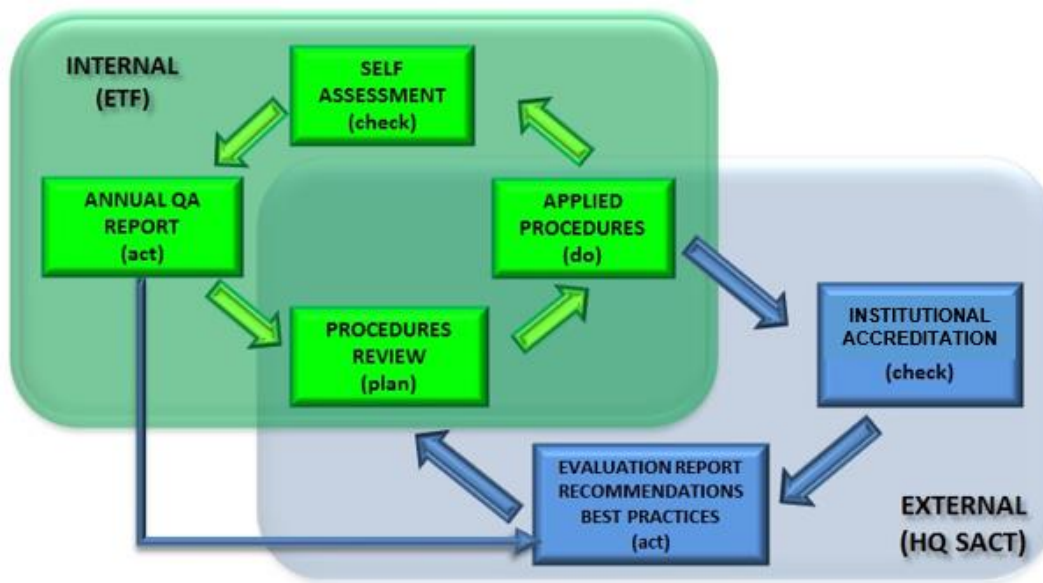 INTERNAL
(ETF)
SELF
ASSESSMENT
(check)
ANNUAL QA
REPORT
(act)
APPLIED
PROCEDURES
(do)
PROCEDURES
REVIEW
(plan)
INSTITUTIONAL
ACCREDITATION
(check)
EVALUATION REPORT
RECOMMENDATIONS
BEST PRACTICES
(act)
EXTERNAL
(HQ SACT)